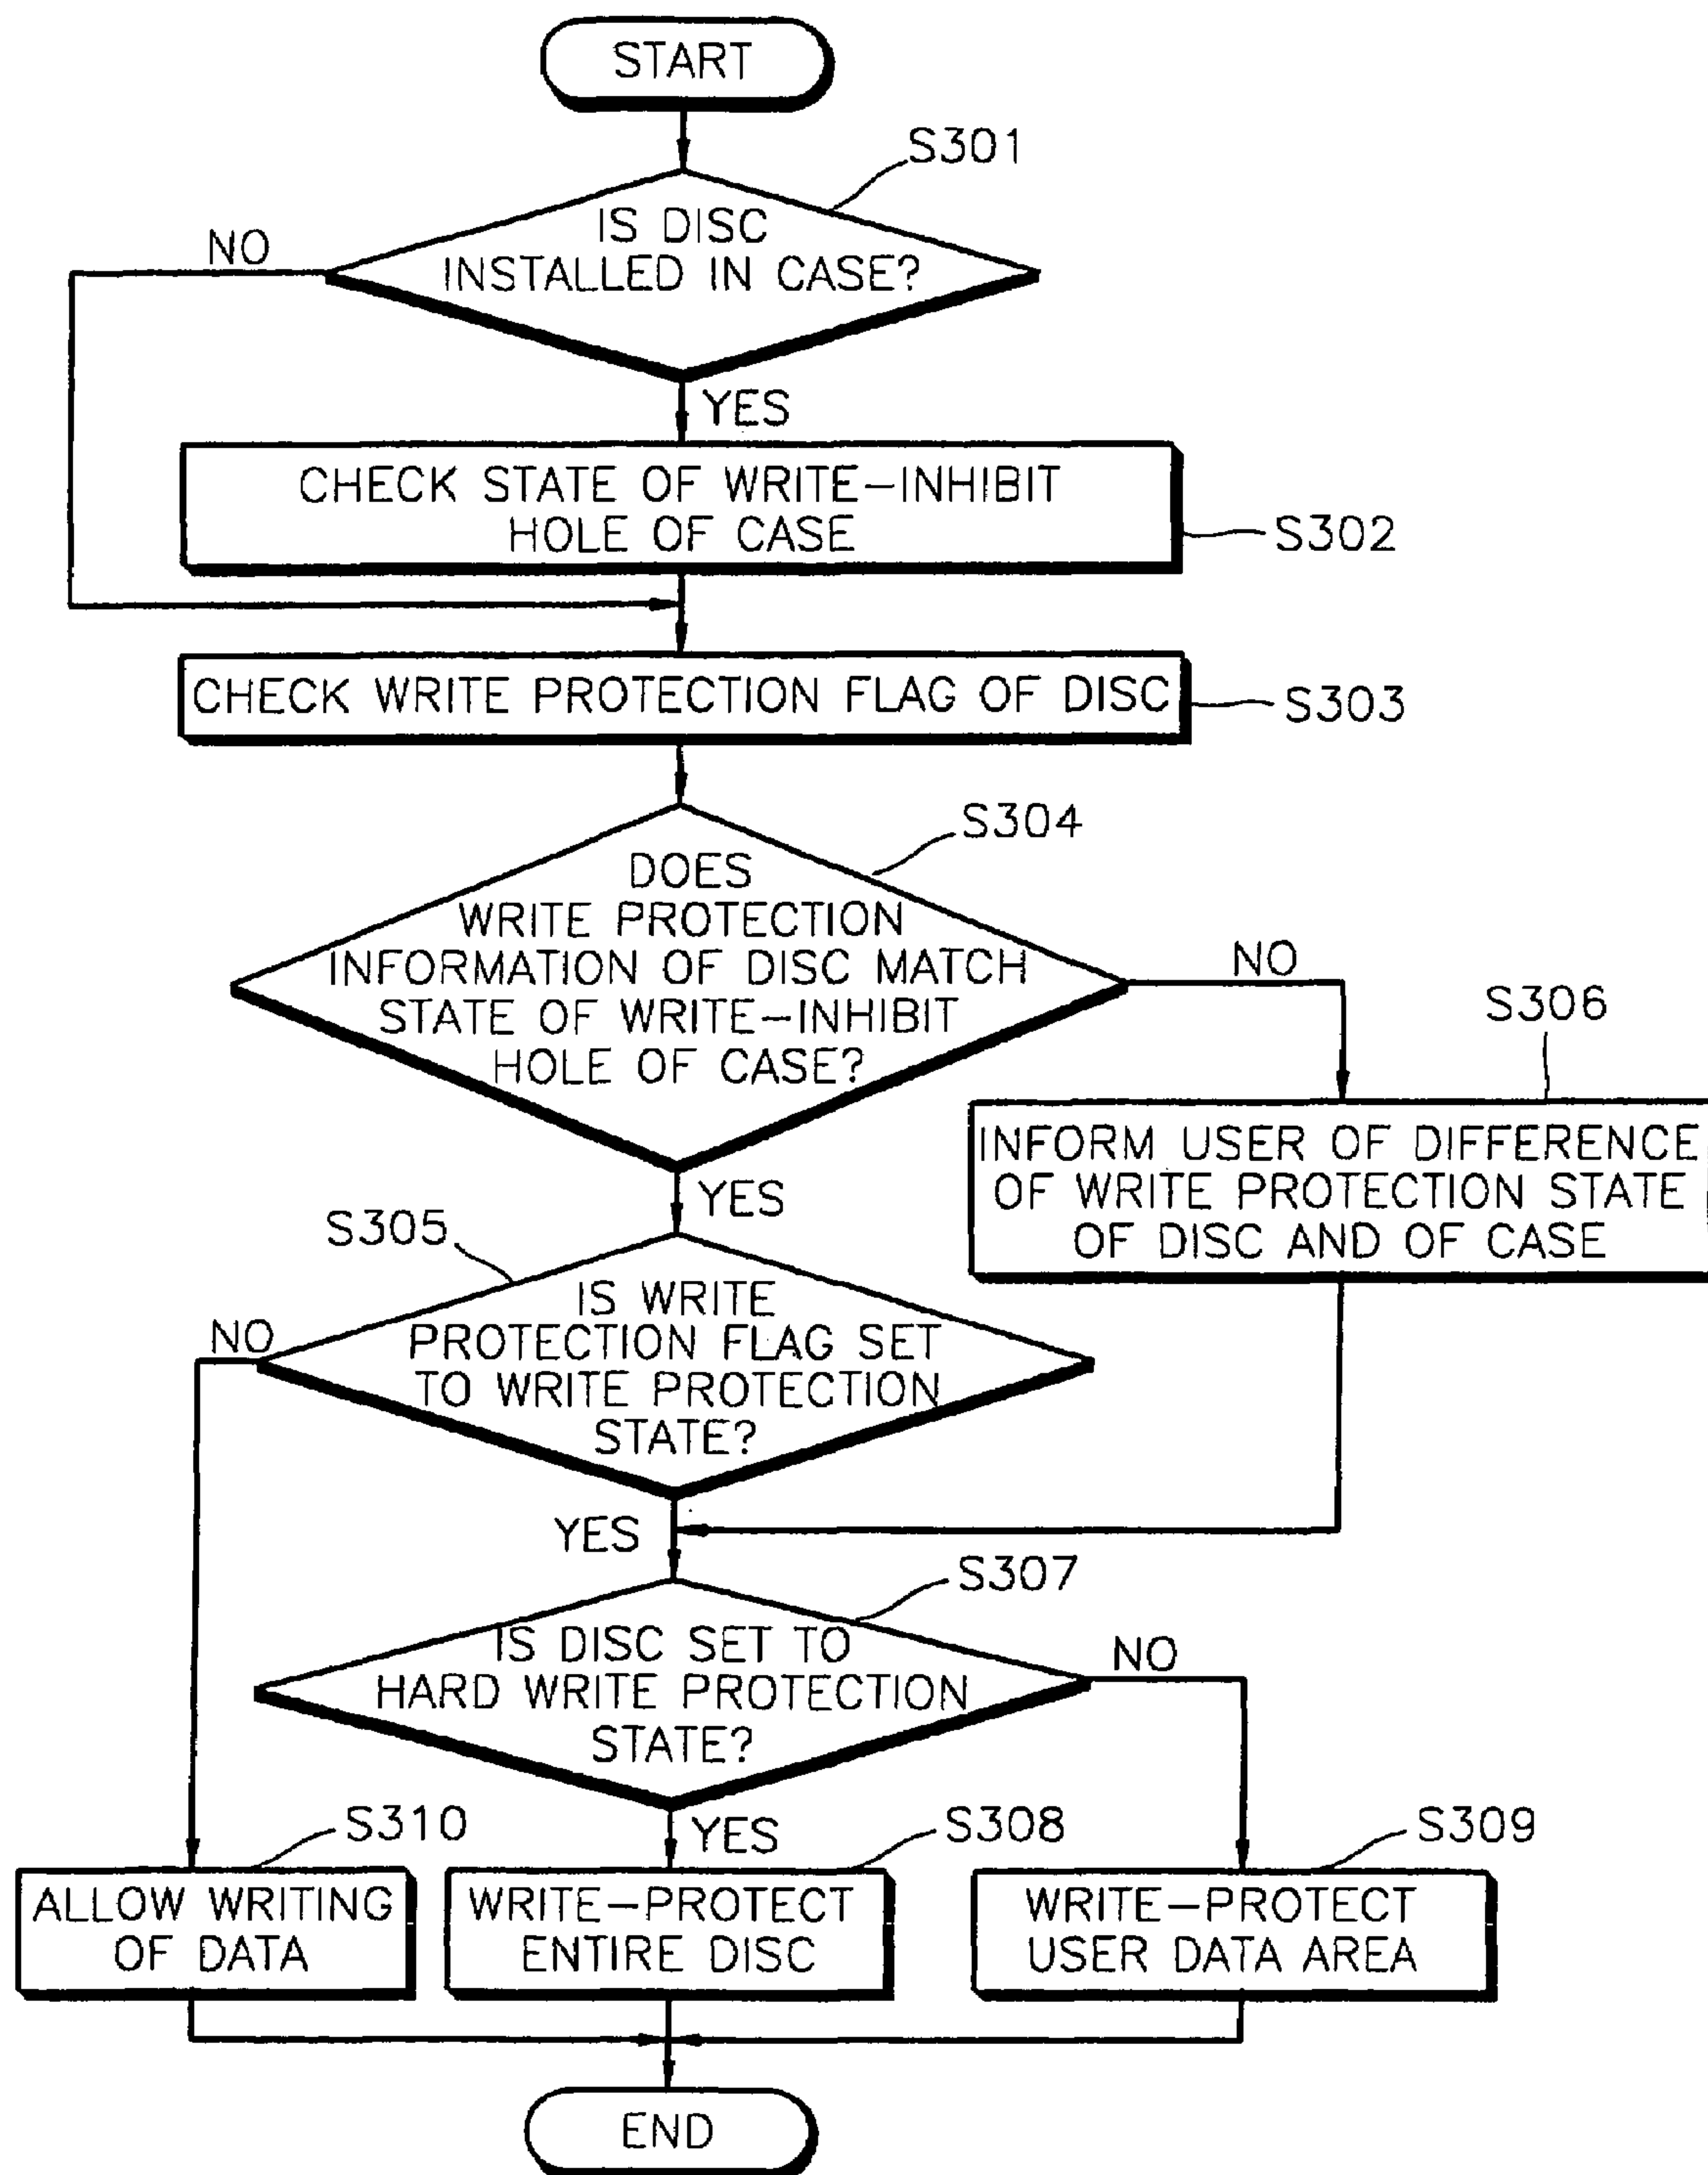 START
S301
IS DISC
INSTALLED IN CASE?
NO
YES
CHECK STATE OF WRITE-INHIBIT
HOLE OF CASE
S302
CHECK WRITE PROTECTION FLAG OF DISC
S303
S304
DOES
WRITE PROTECTION
INFORMATION OF DISC MATCH
STATE OF WRITE-INHIBIT
HOLE OF CASE?
NO
YES
S306
INFORM USER OF DIFFERENCE
OF WRITE PROTECTION STATE
OF DISC AND OF CASE
S305
IS WRITE
PROTECTION FLAG SET
TO WRITE PROTECTION
STATE?
NO
YES
S307
IS DISC SET TO
HARD WRITE PROTECTION
STATE?
NO
YES
S310
ALLOW WRITING
OF DATA
S308
WRITE-PROTECT
ENTIRE DISC
S309
WRITE-PROTECT
USER DATA AREA
END